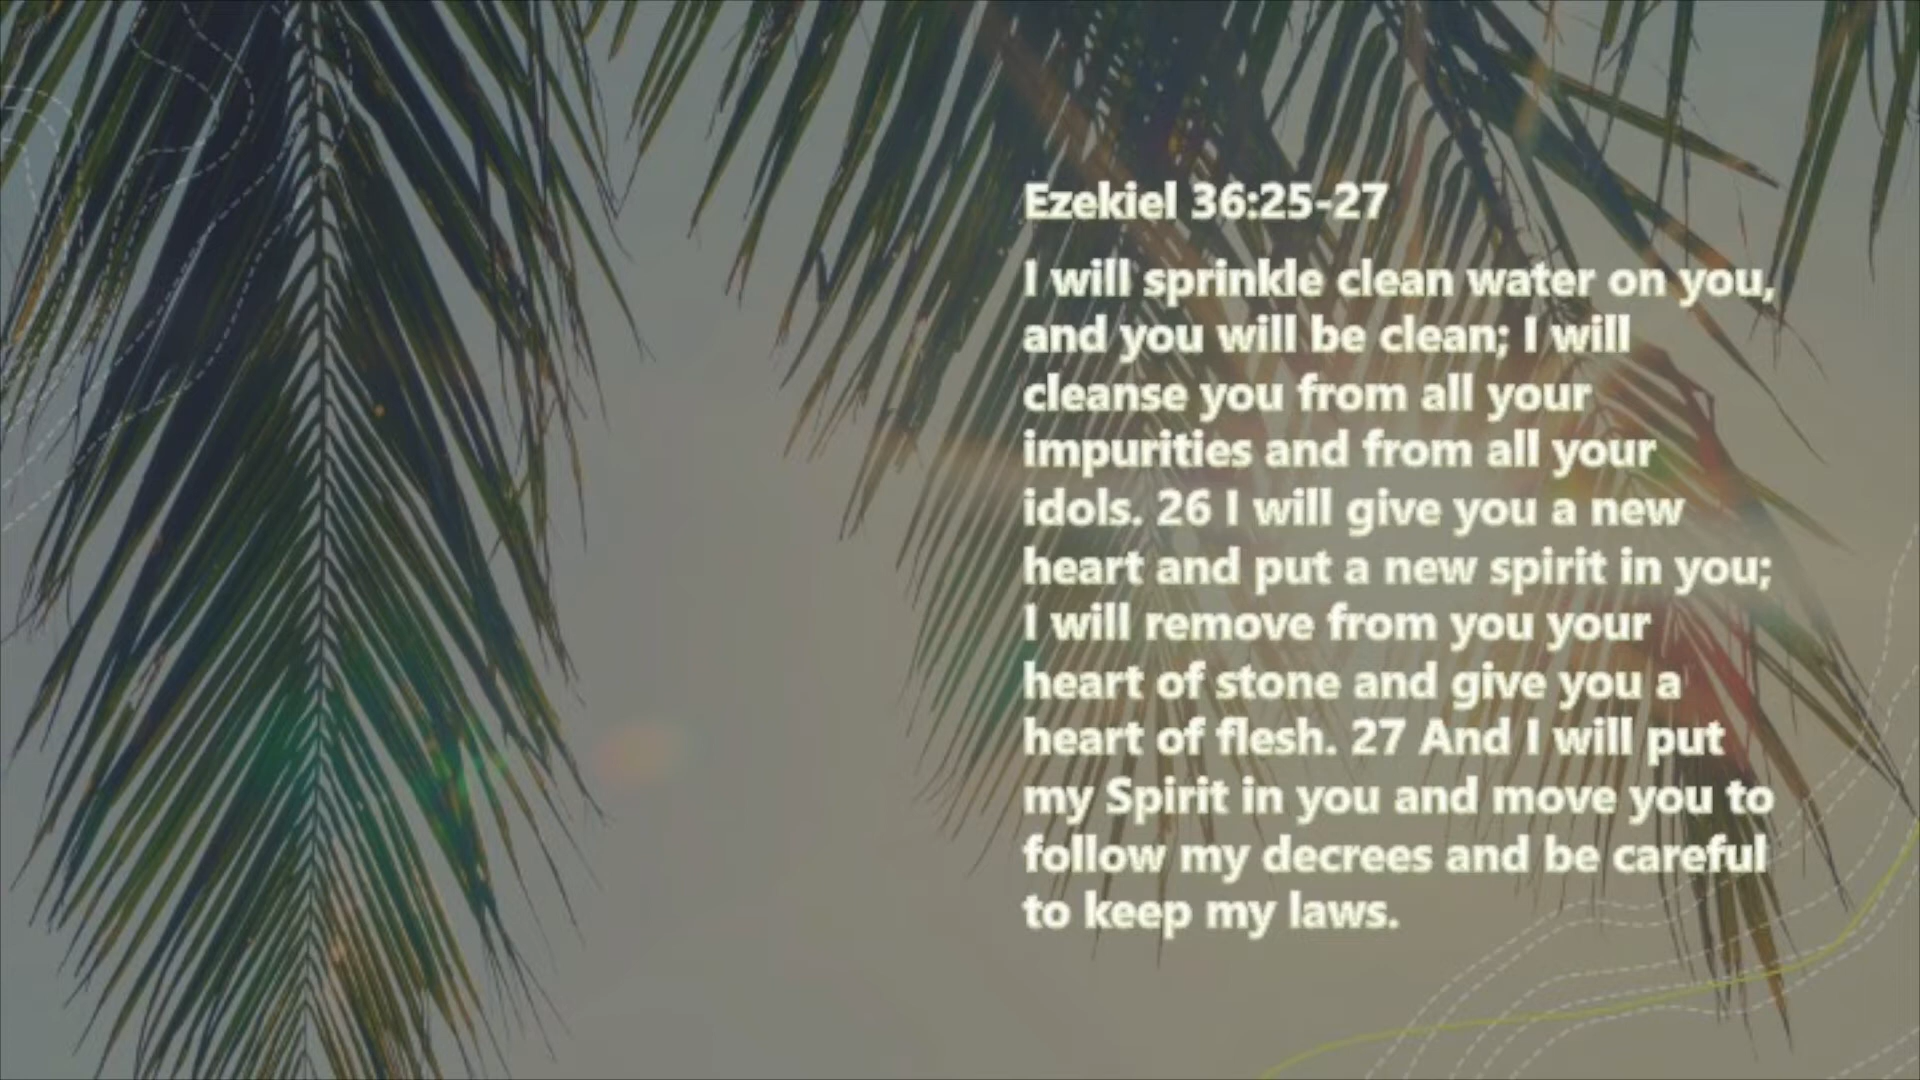 Ezekiel 36:25-27
I will sprinkle clean water on you,
and you will be clean; I will
cleanse you from all your
impurities and from all your
idols. 26 I will give you a new
heart and put a new spirit in you;
I will remove from you your
heart of stone and give you a
heart of flesh. 27 And I will put
my Spirit in you and move you to
follow my decrees and be careful
to keep my laws.